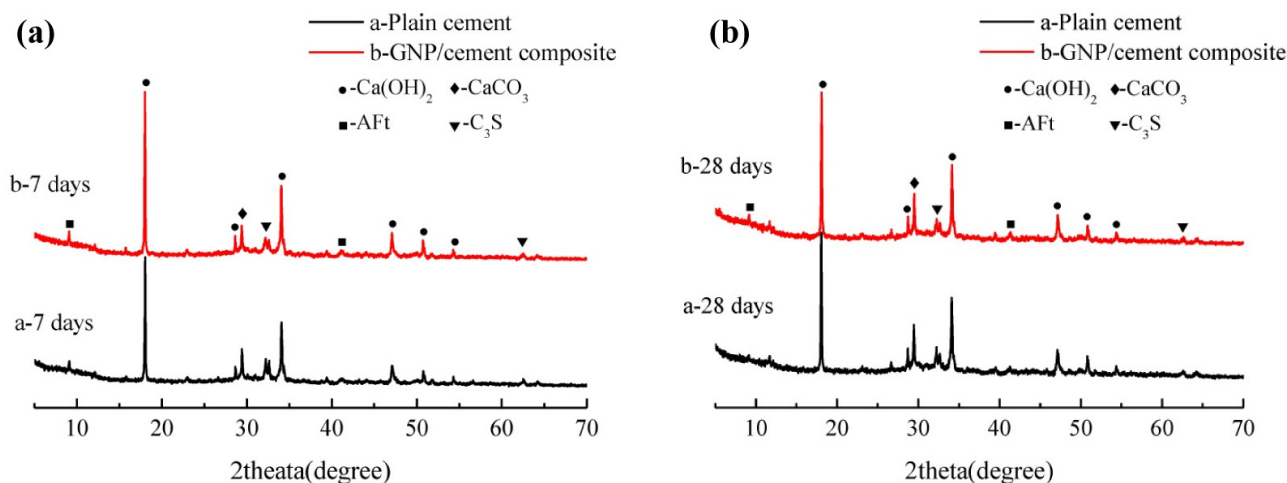 (a)
a-Plain cement
b-GNP/cement composite
●-Ca(OH)₂ ◆-CaCO₃
■-AFt ▼-C₃S
b-7 days
a-7 days
10 20 30 40 50 60 70
2theata(degree)
(b)
a-Plain cement
b-GNP/cement composite
●-Ca(OH)₂ ◆-CaCO₃
■-AFt ▼-C₃S
b-28 days
a-28 days
10 20 30 40 50 60 70
2theta(degree)